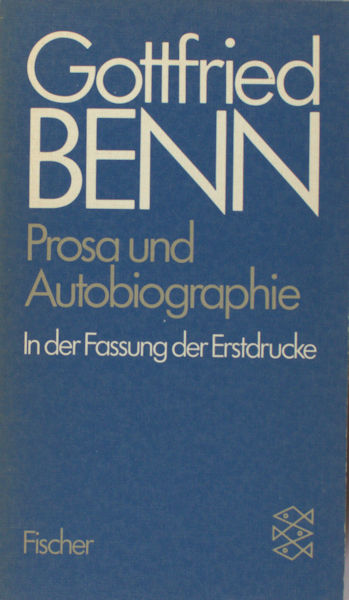 Gottfried
BENN
Prosa und
Autobiographie
In der Fassung der Erstdrucke
Fischer